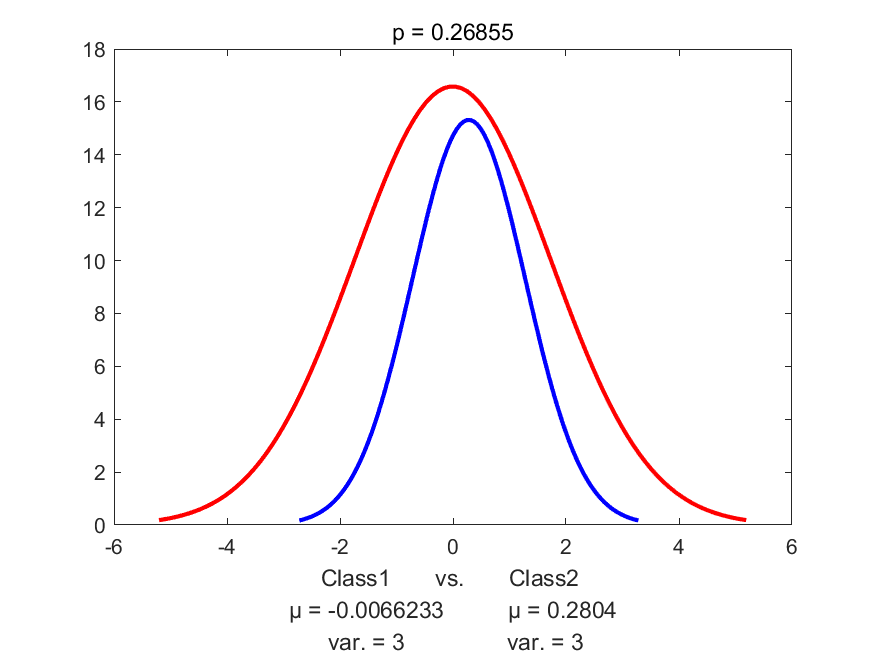 p = 0.26855
18
16
14
12
10
8
6
4
2
0
-6 -4 -2 0 2 4 6
Class1 vs. Class2
μ = -0.0066233 μ = 0.2804
var. = 3 var. = 3